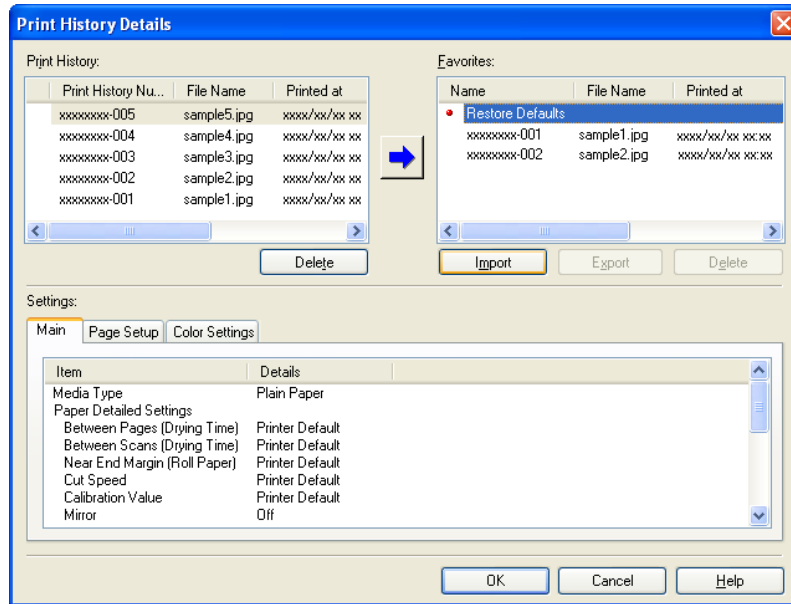 Print History Details
Print History:
Print History Nu... File Name Printed at
xxxxxxxx-005 sample5.jpg xxxx/xx/xx xx
xxxxxxxx-004 sample4.jpg xxxx/xx/xx xx
xxxxxxxx-003 sample3.jpg xxxx/xx/xx xx
xxxxxxxx-002 sample2.jpg xxxx/xx/xx xx
xxxxxxxx-001 sample1.jpg xxxx/xx/xx xx
Delete
Favorites:
Name File Name Printed at
Restore Defaults
xxxxxxxx-001 sample1.jpg xxxx/xx/xx xx:xx
xxxxxxxx-002 sample2.jpg xxxx/xx/xx xx:xx
Import Export Delete
Settings:
Main Page Setup Color Settings
Item Details
Media Type Plain Paper
Paper Detailed Settings
Between Pages (Drying Time) Printer Default
Between Scans (Drying Time) Printer Default
Near End Margin (Roll Paper) Printer Default
Cut Speed Printer Default
Calibration Value Printer Default
Mirror Off
OK Cancel Help